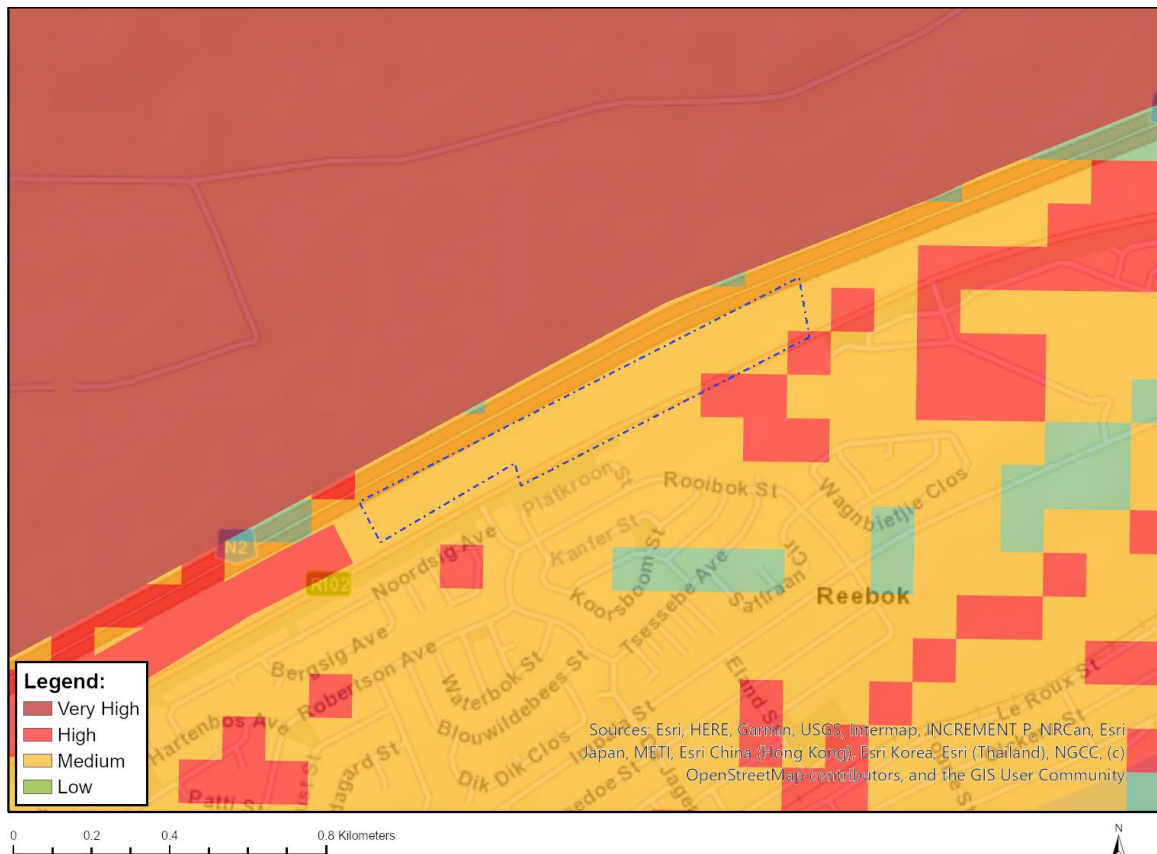 Platkroon St
Rooibok St
Wagnbietjie Clos
Kanfer St
N2
Noordsig Ave
R102
Koorsboom St
Tsessebe Ave
Saffraan Cir
Reebok
Bergsig Ave
Robertson Ave
Waterbok St
Blouwildebees St
Eland S
Le Roux St
Legend:
Very High
High
Medium
Low
Hartenbos Ave
Dik Dik Clos
Jabula St
Sources: Esri, HERE, Garmin, USGS, Intermap, INCREMENT P, NRCan, Esri
Japan, METI, Esri China (Hong Kong), Esri Korea, Esri (Thailand), NGCC, (c)
OpenStreetMap contributors, and the GIS User Community
Patti S
0 0.2 0.4 0.8 Kilometers
N